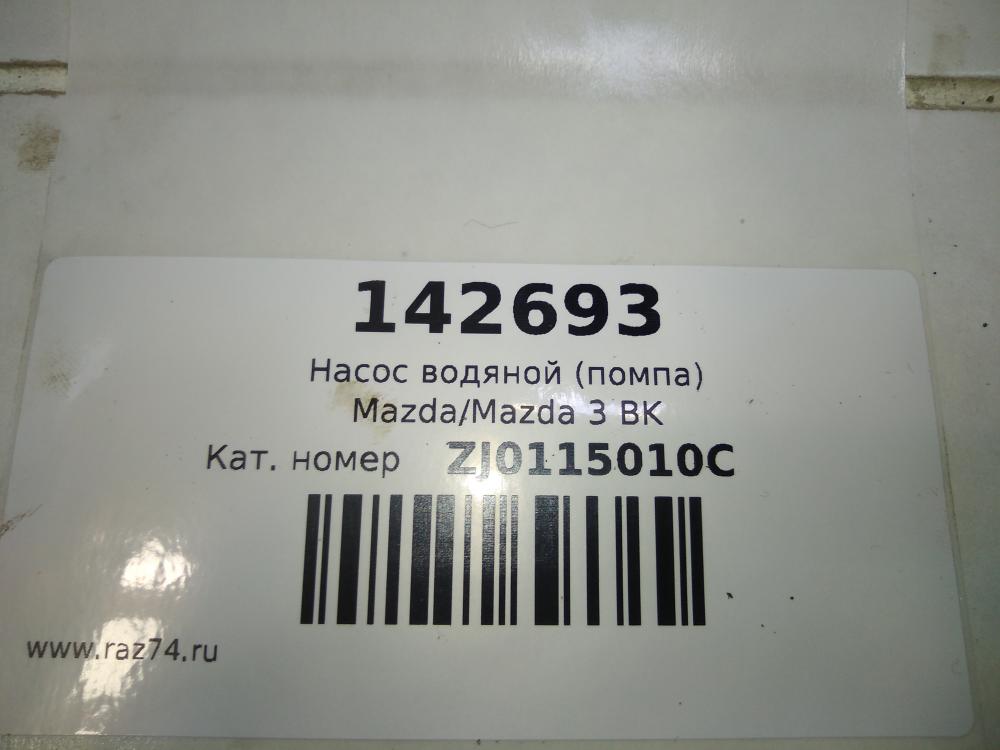 142693
Насос водяной (помпа)
Mazda/Mazda 3 BK
Кат. номер ZJ0115010C
www.raz74.ru